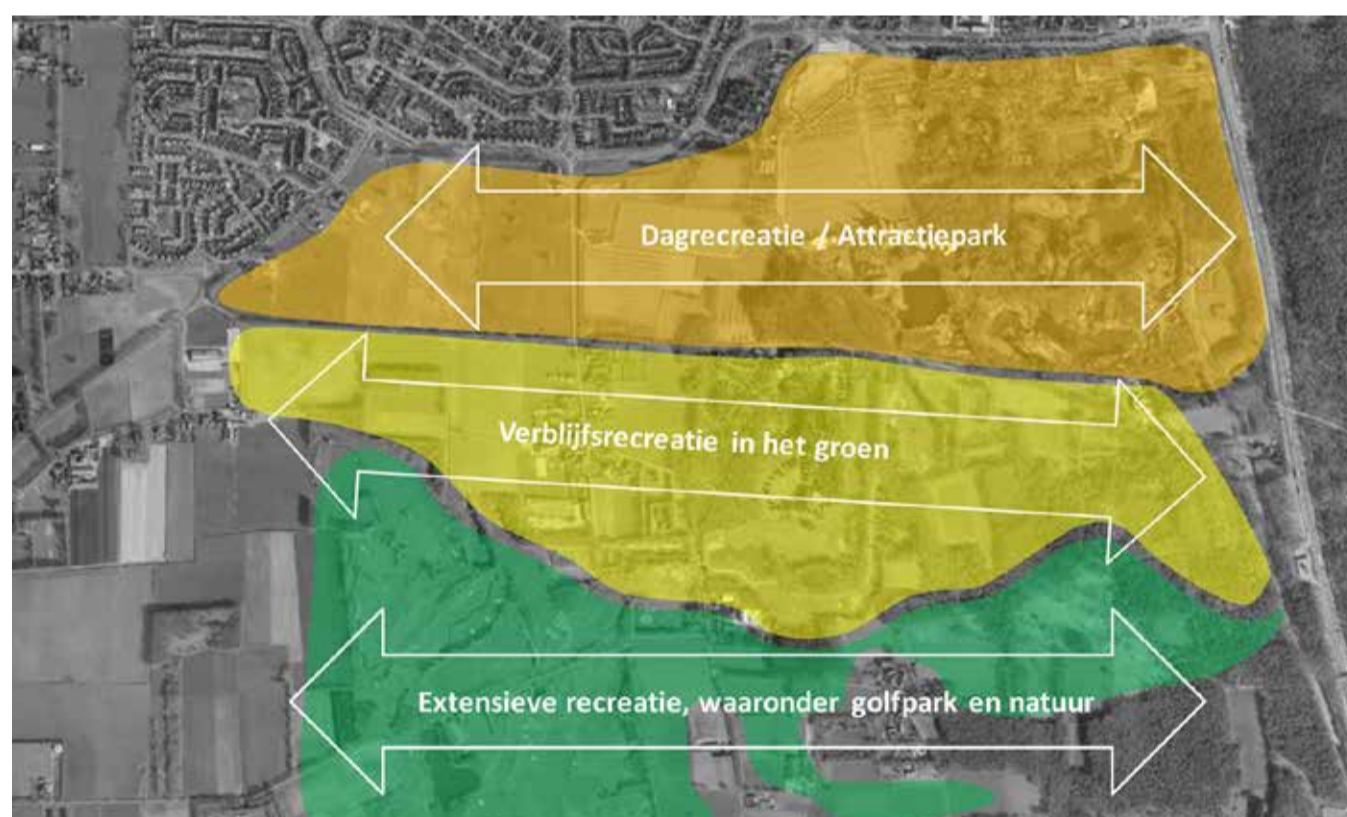 Dagrecreatie / Attractiepark
Verblijfsrecreatie in het groen
Extensieve recreatie, waaronder golfpark en natuur